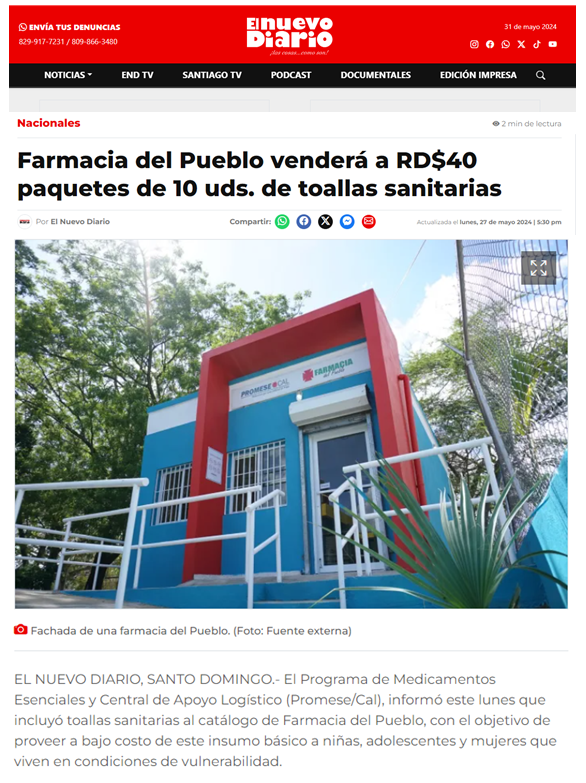 ENVÍA TUS DENUNCIAS
829-917-7231 / 809-866-3480
El nuevo
Diario
¡las cosas...como son!
31 de mayo 2024
NOTICIAS
END TV
SANTIAGO TV
PODCAST
DOCUMENTALES
EDICIÓN IMPRESA
Nacionales
2 min de lectura
Farmacia del Pueblo venderá a RD$40
paquetes de 10 uds. de toallas sanitarias
Por El Nuevo Diario
Compartir:
Actualizada el lunes, 27 de mayo 2024 | 5:30 pm
PROMESE CAL
FARMACIA
del Pueblo
Fachada de una farmacia del Pueblo. (Foto: Fuente externa)
EL NUEVO DIARIO, SANTO DOMINGO.- El Programa de Medicamentos
Esenciales y Central de Apoyo Logístico (Promese/Cal), informó este lunes que
incluyó toallas sanitarias al catálogo de Farmacia del Pueblo, con el objetivo de
proveer a bajo costo de este insumo básico a niñas, adolescentes y mujeres que
viven en condiciones de vulnerabilidad.